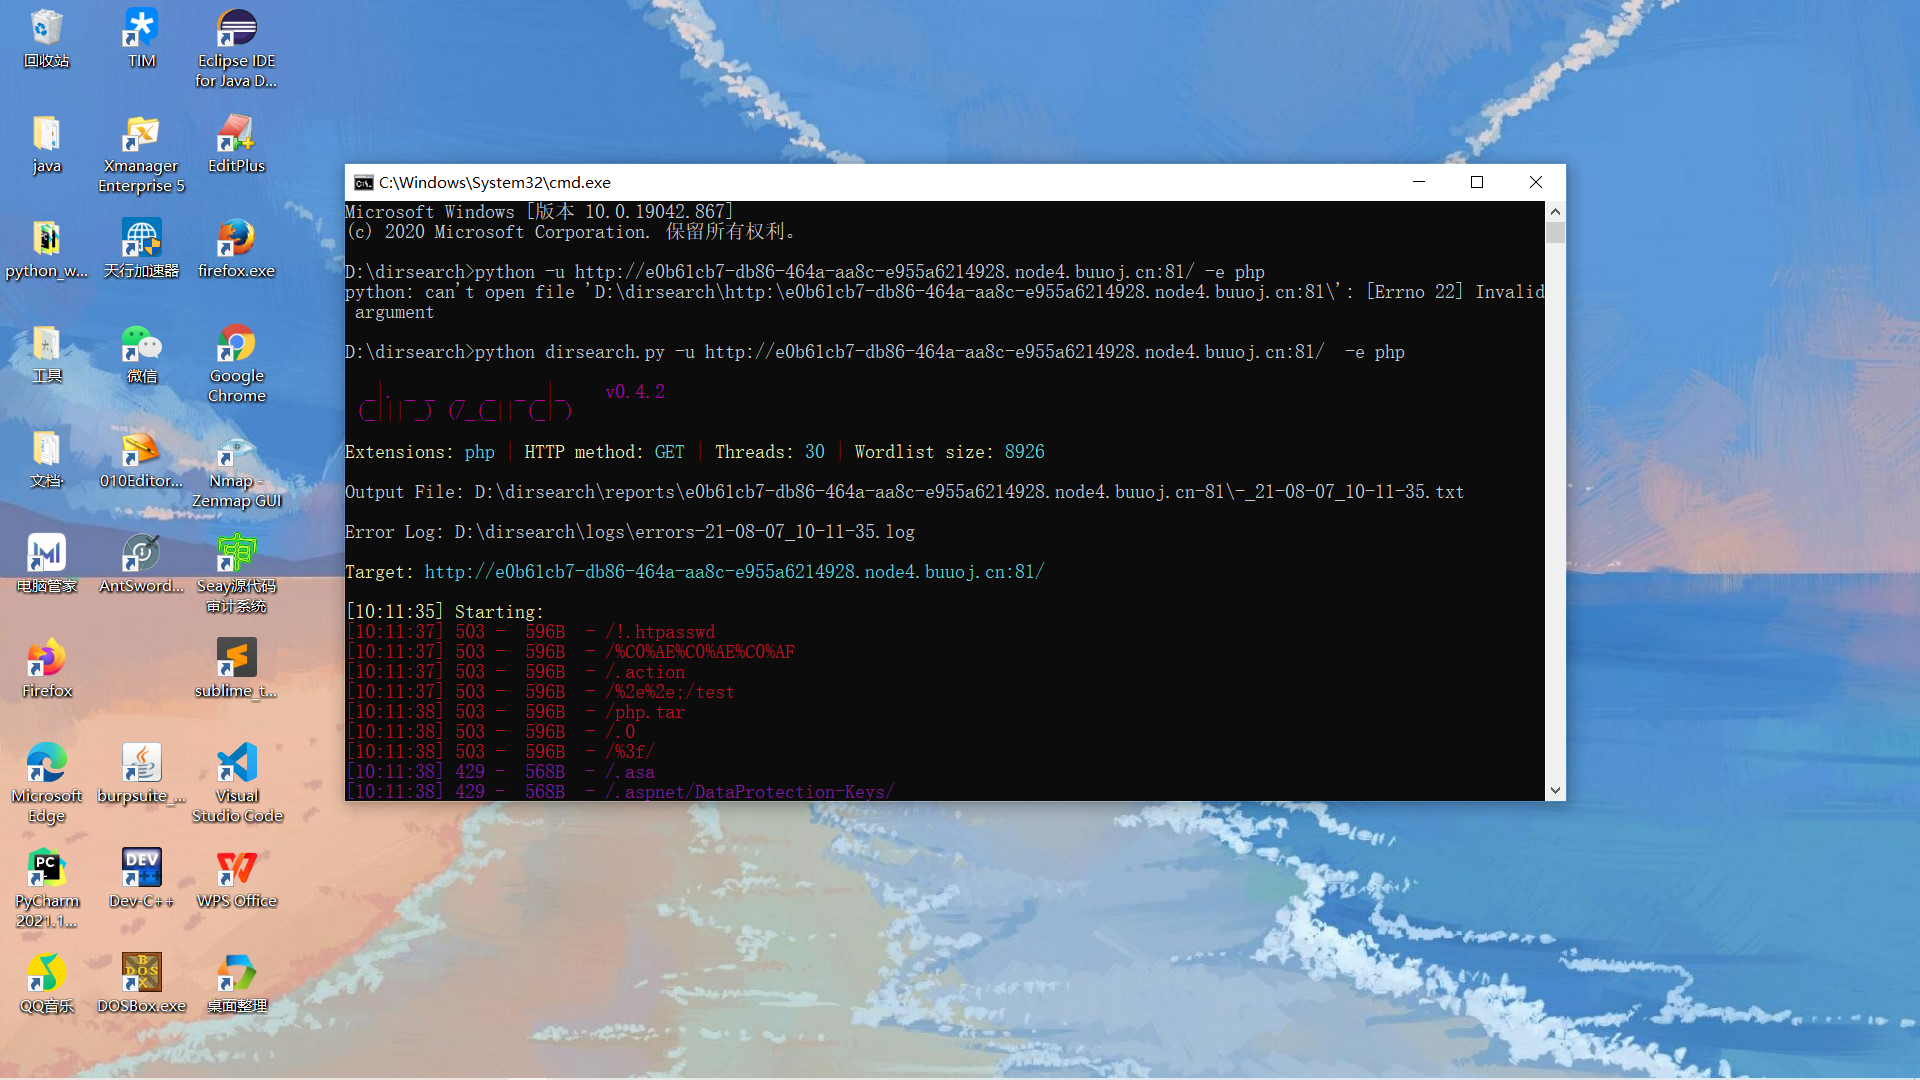 回收站
TIM
Eclipse IDE
for Java D...
java
Xmanager
Enterprise 5
EditPlus
python_w...
天行加速器
firefox.exe
工具
微信
Google
Chrome
文档·
010Editor...
Nmap -
Zenmap GUI
电脑管家
AntSword...
Seay源代码
审计系统
Firefox
sublime_t...
Microsoft
Edge
burpsuite_...
Visual
Studio Code
PC
PyCharm
2021.1...
DEV
Dev-C++
WPS Office
QQ音乐
DOSBox.exe
桌面整理
C:\Windows\System32\cmd.exe
Microsoft Windows [版本 10.0.19042.867]
(c) 2020 Microsoft Corporation. 保留所有权利。
D:\dirsearch>python -u http://e0b61cb7-db86-464a-aa8c-e955a6214928.node4.buuoj.cn:81/ -e php
python: can't open file 'D:\dirsearch\http:\e0b61cb7-db86-464a-aa8c-e955a6214928.node4.buuoj.cn:81\': [Errno 22] Invalid
 argument
D:\dirsearch>python dirsearch.py -u http://e0b61cb7-db86-464a-aa8c-e955a6214928.node4.buuoj.cn:81/  -e php
v0.4.2
Extensions: php | HTTP method: GET | Threads: 30 | Wordlist size: 8926
Output File: D:\dirsearch\reports\e0b61cb7-db86-464a-aa8c-e955a6214928.node4.buuoj.cn-81\-_21-08-07_10-11-35.txt
Error Log: D:\dirsearch\logs\errors-21-08-07_10-11-35.log
Target: http://e0b61cb7-db86-464a-aa8c-e955a6214928.node4.buuoj.cn:81/
[10:11:35] Starting:
[10:11:37] 503 -  596B  - /!.htpasswd
[10:11:37] 503 -  596B  - /%C0%AE%C0%AE%C0%AF
[10:11:37] 503 -  596B  - /.action
[10:11:37] 503 -  596B  - /%2e%2e;/test
[10:11:38] 503 -  596B  - /php.tar
[10:11:38] 503 -  596B  - /.0
[10:11:38] 503 -  596B  - /%3f/
[10:11:38] 429 -  568B  - /.asa
[10:11:38] 429 -  568B  - /.aspnet/DataProtection-Keys/